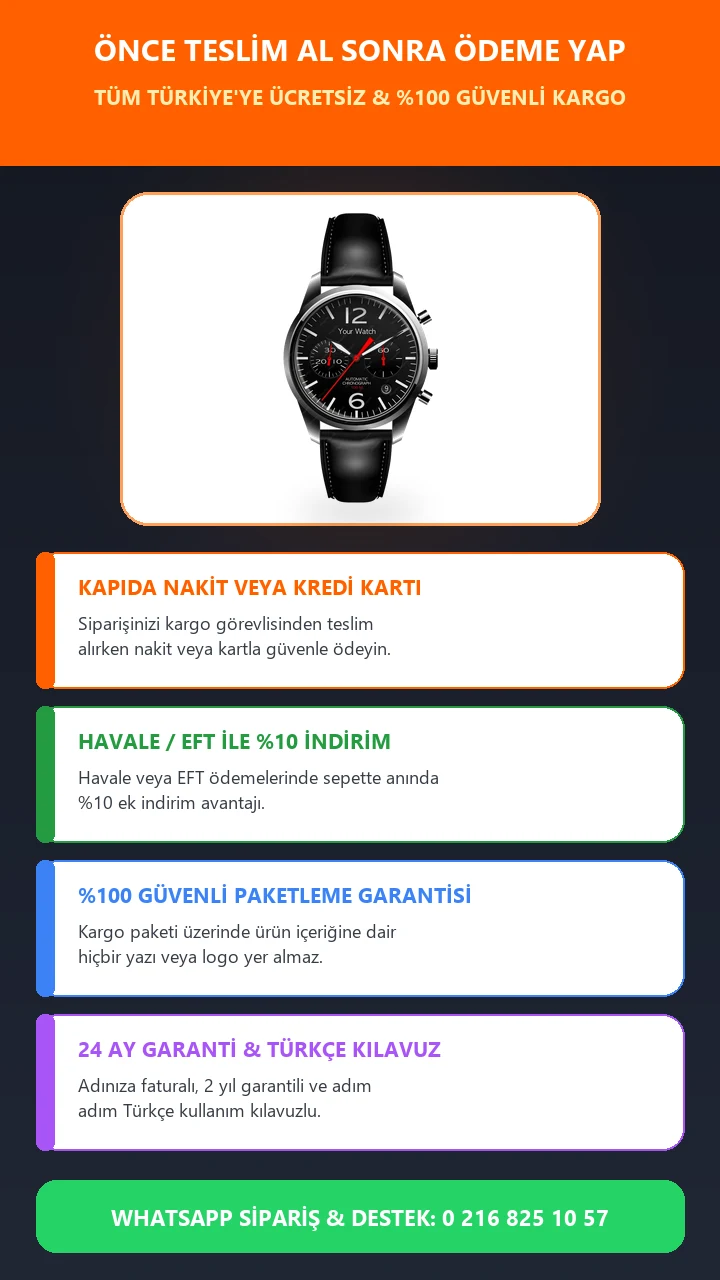 ÖNCE TESLİM AL SONRA ÖDEME YAP
TÜM TÜRKİYE'YE ÜCRETSİZ & %100 GÜVENLİ KARGO
12
Your Watch
30
60
20
10
AUTOMATIC
CHRONOGRAPH
9
6
KAPIDA NAKİT VEYA KREDİ KARTI
Siparişinizi kargo görevlisinden teslim
alırken nakit veya kartla güvenle ödeyin.
HAVALE / EFT İLE %10 İNDİRİM
Havale veya EFT ödemelerinde sepette anında
%10 ek indirim avantajı.
%100 GÜVENLİ PAKETLEME GARANTİSİ
Kargo paketi üzerinde ürün içeriğine dair
hiçbir yazı veya logo yer almaz.
24 AY GARANTİ & TÜRKÇE KILAVUZ
Adınıza faturalı, 2 yıl garantili ve adım
adım Türkçe kullanım kılavuzlu.
WHATSAPP SİPARİŞ & DESTEK: 0 216 825 10 57